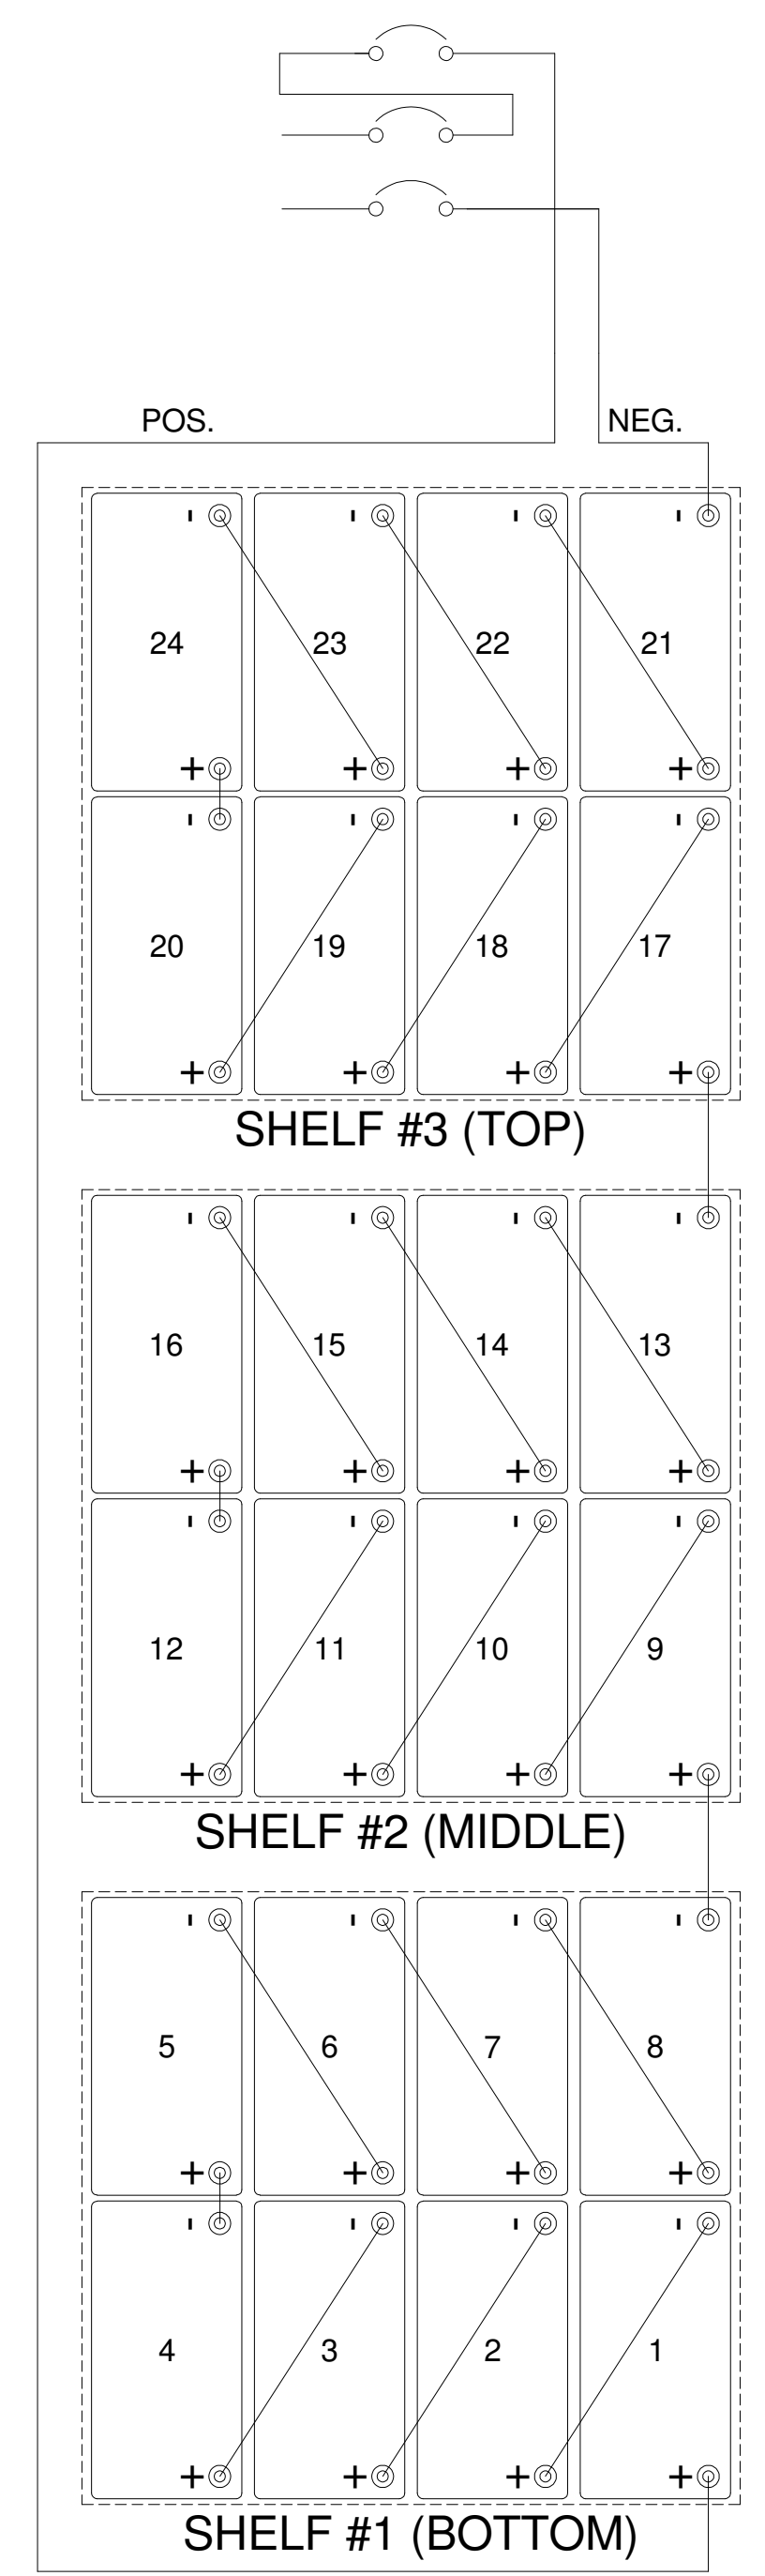 POS. NEG.
- - - -
24 23 22 21
+ + + +
- - - -
20 19 18 17
+ + + +
SHELF #3 (TOP)
- - - -
16 15 14 13
+ + + +
- - - -
12 11 10 9
+ + + +
SHELF #2 (MIDDLE)
- - - -
5 6 7 8
+ + + +
- - - -
4 3 2 1
+ + + +
SHELF #1 (BOTTOM)